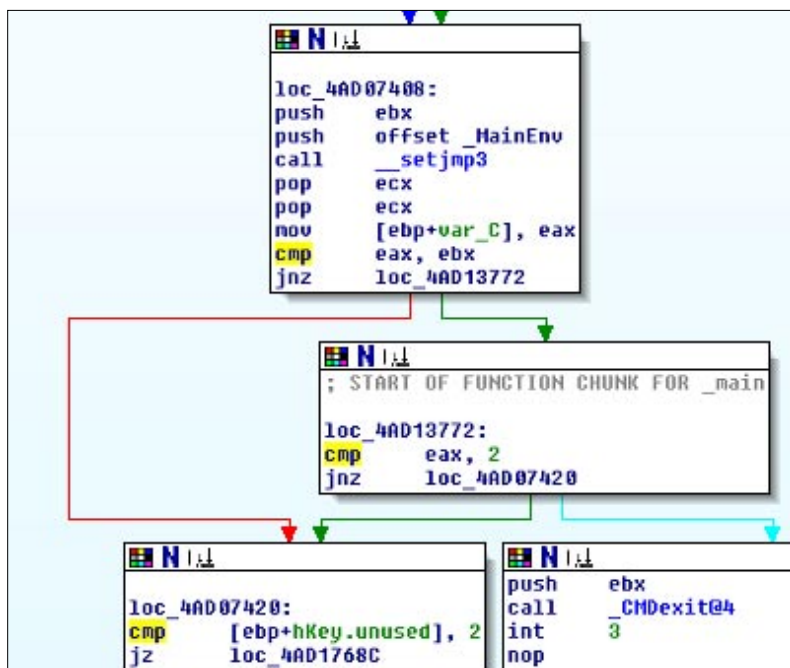 N
loc_4AD07408:
push ebx
push offset _MainEnv
call __setjmp3
pop ecx
pop ecx
mov [ebp+var_C], eax
cmp eax, ebx
jnz loc_4AD13772
N
; START OF FUNCTION CHUNK FOR _main
loc_4AD13772:
cmp eax, 2
jnz loc_4AD07420
N
loc_4AD07420:
cmp [ebp+hKey.unused], 2
jz loc_4AD1768C
N
push ebx
call _CMDexit@4
int 3
nop